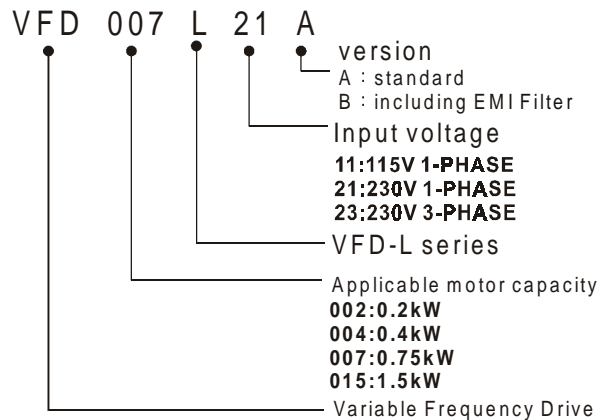 VFD 007 L 21 A
version
A : standard
B : including EMI Filter
Input voltage
11:115V 1-PHASE
21:230V 1-PHASE
23:230V 3-PHASE
VFD-L series
Applicable motor capacity
002:0.2kW
004:0.4kW
007:0.75kW
015:1.5kW
Variable Frequency Drive